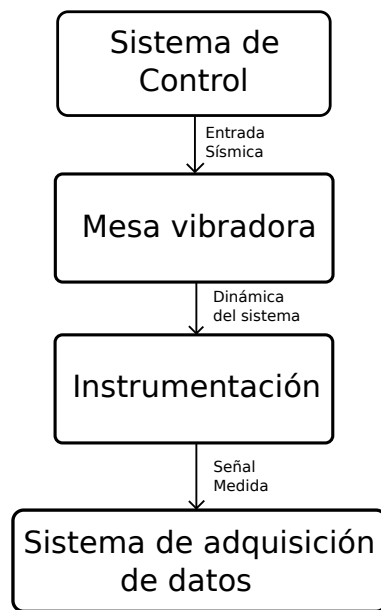 Sistema de
Control
Entrada
Sísmica
Mesa vibradora
Dinámica
del sistema
Instrumentación
Señal
Medida
Sistema de adquisición
de datos